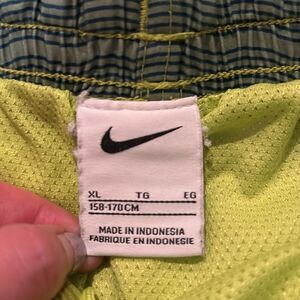 XL TG EG
158-170CM
MADE IN INDONESIA
FABRIQUE EN INDONESIE